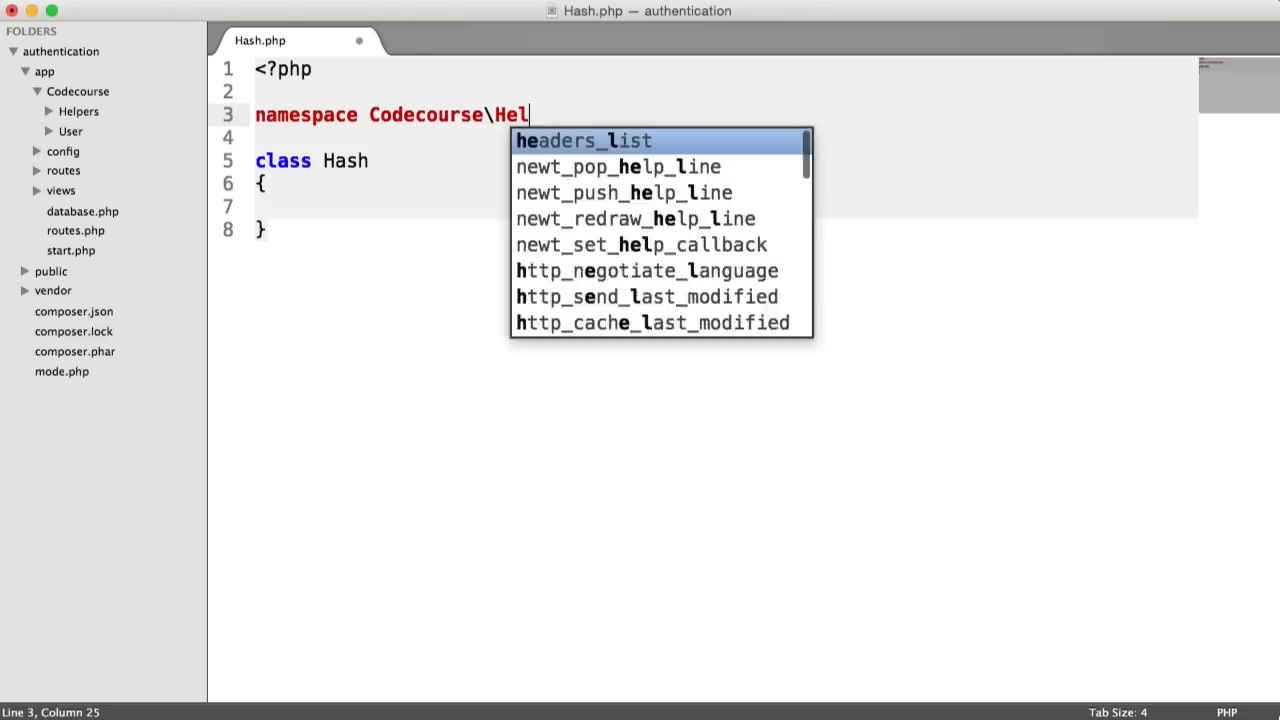 Hash.php — authentication
FOLDERS
authentication
app
Codecourse
Helpers
User
config
routes
views
database.php
routes.php
start.php
public
vendor
composer.json
composer.lock
composer.phar
mode.php
Hash.php
1 <?php
2
3 namespace Codecourse\Hel
4
5 class Hash
6 {
7
8 }
headers_list
newt_pop_help_line
newt_push_help_line
newt_redraw_help_line
newt_set_help_callback
http_negotiate_language
http_send_last_modified
http_cache_last_modified
Line 3, Column 25
Tab Size: 4
PHP